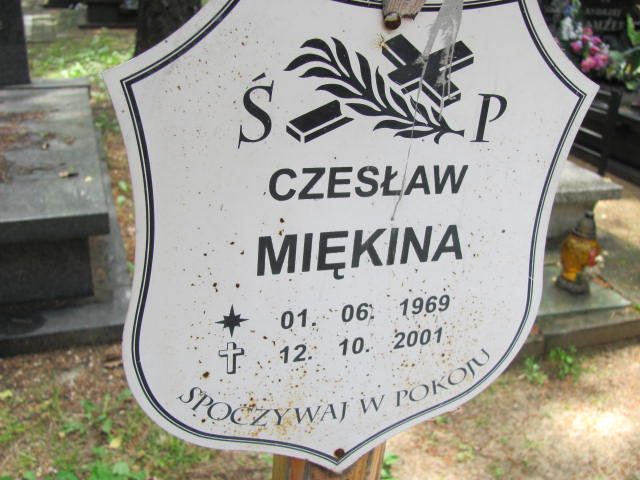 Ś P
CZESŁAW
MIĘKINA
01. 06. 1969
12. 10. 2001
SPOCZYWAJ W POKOJU